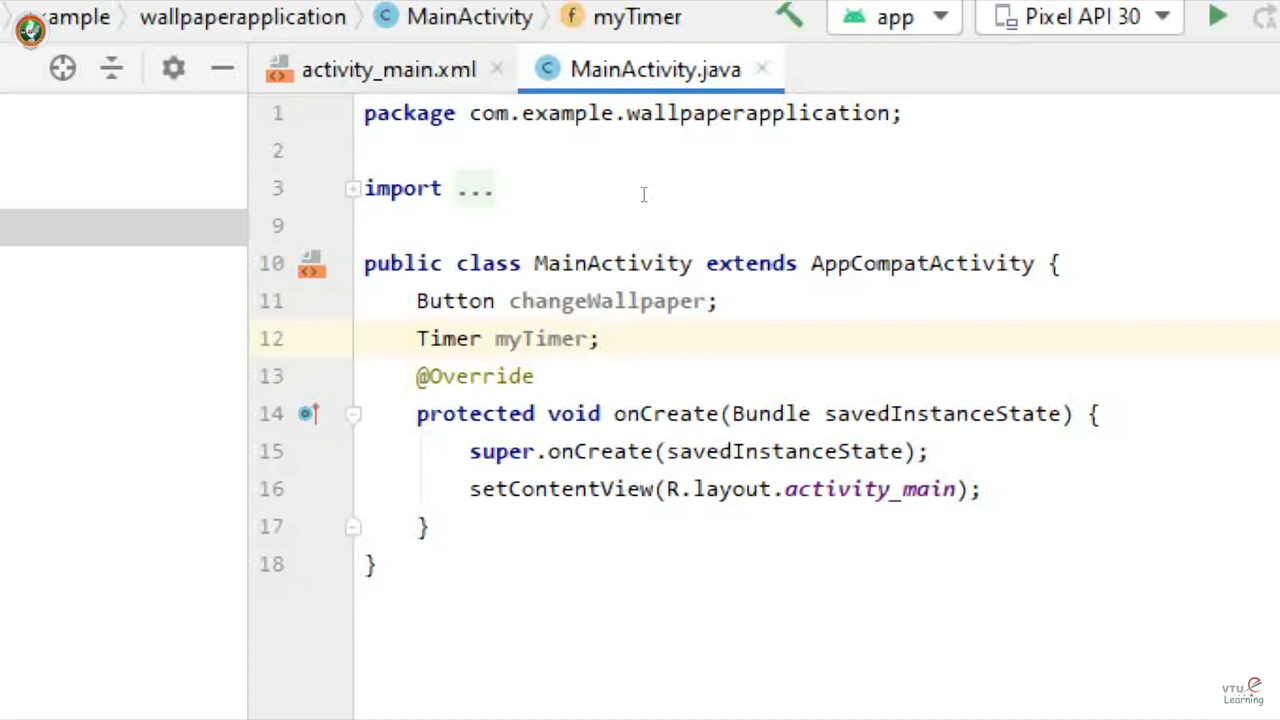 wallpaperapplication MainActivity myTimer app Pixel API 30
activity_main.xml MainActivity.java
1 package com.example.wallpaperapplication;
2
3 import ...
9
10 public class MainActivity extends AppCompatActivity {
11 Button changeWallpaper;
12 Timer myTimer;
13 @Override
14 protected void onCreate(Bundle savedInstanceState) {
15 super.onCreate(savedInstanceState);
16 setContentView(R.layout.activity_main);
17 }
18 }
VTU e
Learning